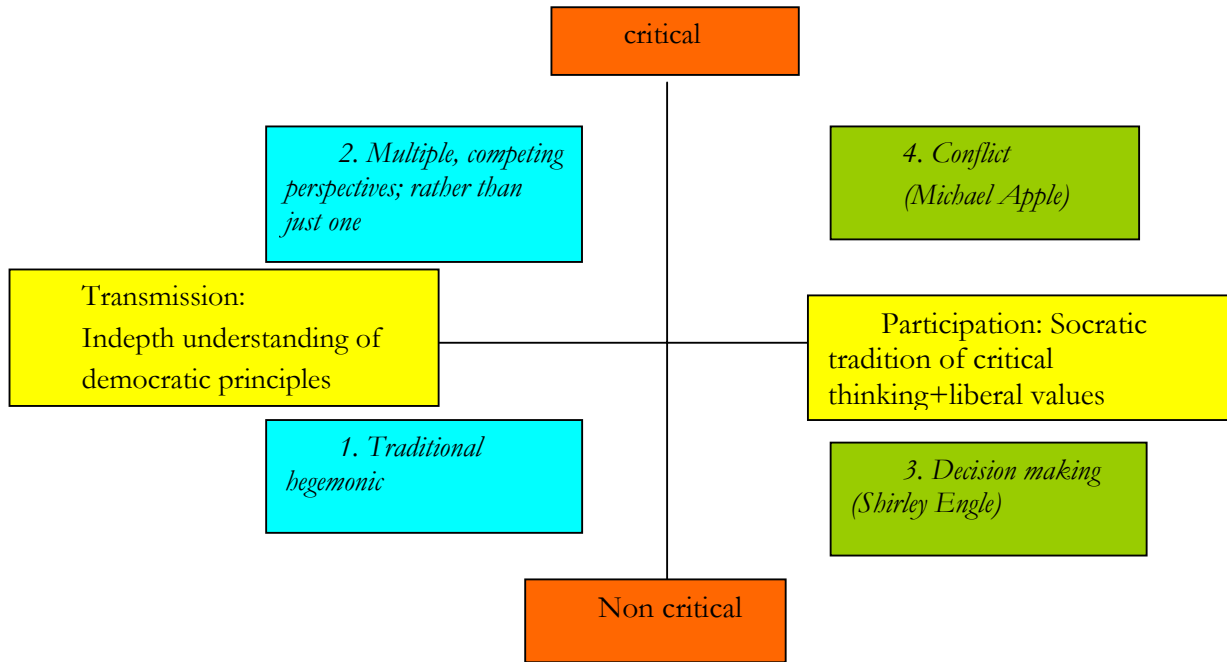 critical
2. Multiple, competing
perspectives; rather than
just one
4. Conflict
(Michael Apple)
Transmission:
Indepth understanding of
democratic principles
Participation: Socratic
tradition of critical
thinking+liberal values
1. Traditional
hegemonic
3. Decision making
(Shirley Engle)
Non critical